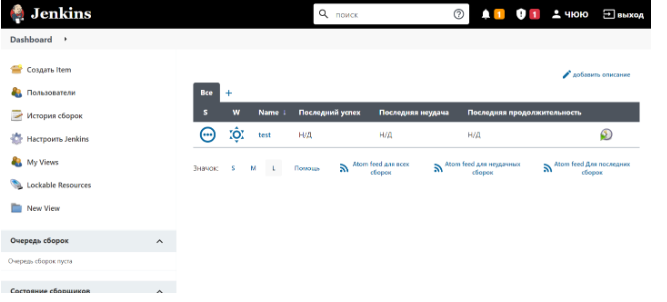 Jenkins
поиск
1
1
чюю
выход
Dashboard
Создать Item
Пользователи
История сборок
Настроить Jenkins
My Views
Lockable Resources
New View
Очередь сборок
Очередь сборок пуста
Состояние сборщиков
добавить описание
Все +
S W Name ↓ Последний успех Последняя неудача Последняя продолжительность
test Н/Д Н/Д Н/Д
Значок: S M L Помощь
Atom feed для всех
сборок
Atom feed для неудачных
сборок
Atom feed Для последних
сборок